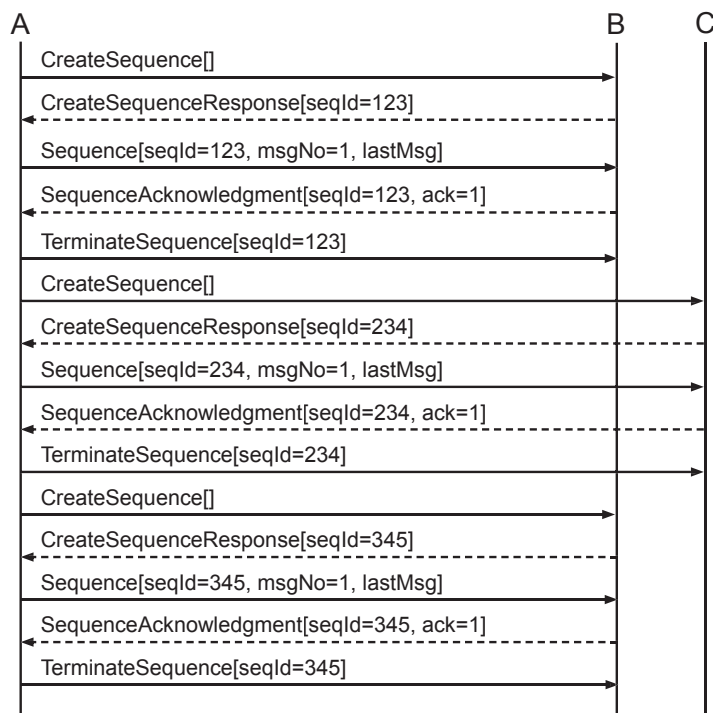 A B C
CreateSequence[]
CreateSequenceResponse[seqId=123]
Sequence[seqId=123, msgNo=1, lastMsg]
SequenceAcknowledgment[seqId=123, ack=1]
TerminateSequence[seqId=123]
CreateSequence[]
CreateSequenceResponse[seqId=234]
Sequence[seqId=234, msgNo=1, lastMsg]
SequenceAcknowledgment[seqId=234, ack=1]
TerminateSequence[seqId=234]
CreateSequence[]
CreateSequenceResponse[seqId=345]
Sequence[seqId=345, msgNo=1, lastMsg]
SequenceAcknowledgment[seqId=345, ack=1]
TerminateSequence[seqId=345]